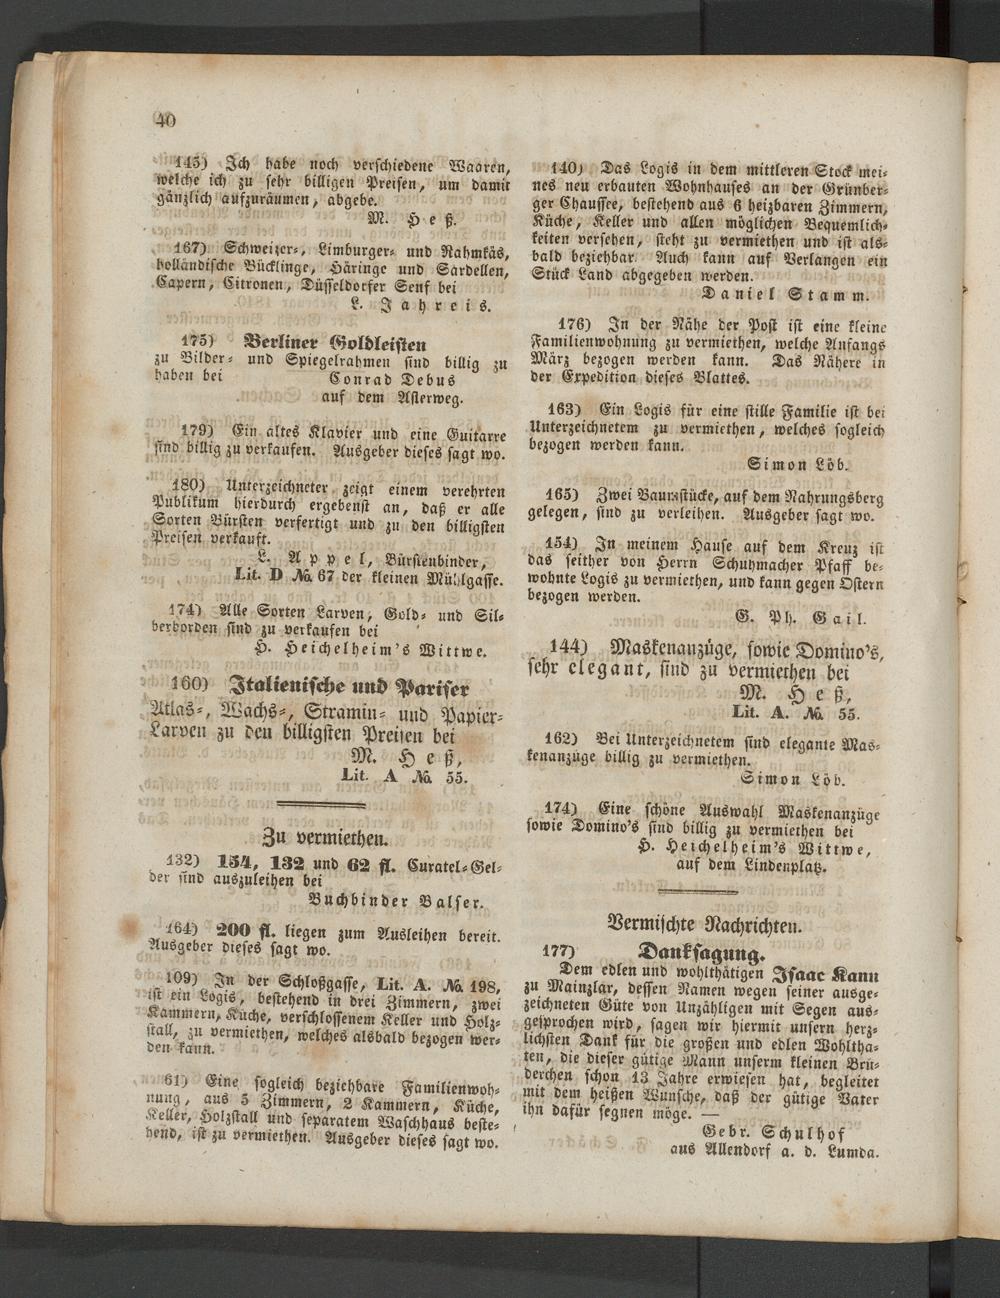 40
145) Ich habe noch verschiedene Waaren,
welche ich zu sehr billigen Preisen, um damit
gänzlich aufzuräumen, abgebe.
M. Heß.
167) Schweizer-, Limburger- und Rahmkäs,
holländische Bücklinge, Häringe und Sardellen,
Capern, Citronen, Düsseldorfer Senf bei
L. Jahreis.
175) Berliner Goldleisten
zu Bilder- und Spiegelrahmen sind billig zu
haben bei Conrad Debus
auf dem Asterweg.
179) Ein altes Klavier und eine Guitarre
sind billig zu verkaufen. Ausgeber dieses sagt wo.
180) Unterzeichneter zeigt einem verehrten
Publikum hierdurch ergebenst an, daß er alle
Sorten Bürsten verfertigt und zu den billigsten
Preisen verkauft.
L. Appel, Bürstenbinder,
Lit. D No. 67 der kleinen Mühlgasse.
174) Alle Sorten Larven, Gold- und Sil-
berborden sind zu verkaufen bei
H. Heichelheim's Wittwe.
160) Italienische und Pariser
Atlas-, Wachs-, Stramin- und Papier-
Larven zu den billigsten Preisen bei
M. Heß,
Lit. A No. 55.
Zu vermiethen.
132) 154, 132 und 62 fl. Curatel-Gel-
der sind auszuleihen bei
Buchbinder Balser.
164) 200 fl. liegen zum Ausleihen bereit.
Ausgeber dieses sagt wo.
109) In der Schloßgasse, Lit. A. No. 198,
ist ein Logis, bestehend in drei Zimmern, zwei
Kammern, Küche, verschlossenem Keller und Holz-
stall, zu vermiethen, welches alsbald bezogen wer-
den kann.
61) Eine sogleich beziehbare Familienwoh-
nung, aus 5 Zimmern, 2 Kammern, Küche,
Keller, Holzstall und separatem Waschhaus beste-
hend, ist zu vermiethen. Ausgeber dieses sagt wo.
140) Das Logis in dem mittleren Stock mei-
nes neu erbauten Wohnhauses an der Grünber-
ger Chaussee, bestehend aus 6 heizbaren Zimmern,
Küche, Keller und allen möglichen Bequemlich-
keiten versehen, steht zu vermiethen und ist als-
bald beziehbar. Auch kann auf Verlangen ein
Stück Land abgegeben werden.
Daniel Stamm.
176) In der Nähe der Post ist eine kleine
Familienwohnung zu vermiethen, welche Anfangs
März bezogen werden kann. Das Nähere in
der Expedition dieses Blattes.
163) Ein Logis für eine stille Familie ist bei
Unterzeichnetem zu vermiethen, welches sogleich
bezogen werden kann.
Simon Löb.
165) Zwei Baumstücke, auf dem Nahrungsberg
gelegen, sind zu verleihen. Ausgeber sagt wo.
154) In meinem Hause auf dem Kreuz ist
das seither von Herrn Schuhmacher Pfaff be-
wohnte Logis zu vermiethen, und kann gegen Ostern
bezogen werden.
G. Ph. Gail.
144) Maskenanzüge, sowie Domino's,
sehr elegant, sind zu vermiethen bei
M. Heß,
Lit. A. No. 55.
162) Bei Unterzeichnetem sind elegante Mas-
kenanzüge billig zu vermiethen.
Simon Löb.
174) Eine schöne Auswahl Maskenanzüge
sowie Domino's sind billig zu vermiethen bei
H. Heichelheim's Wittwe,
auf dem Lindenplatz.
Vermischte Nachrichten.
177) Danksagung.
Dem edlen und wohlthätigen Isaac Kann
zu Mainzlar, dessen Namen wegen seiner ausge-
zeichneten Güte von Unzähligen mit Segen aus-
gesprochen wird, sagen wir hiermit unsern herz-
lichsten Dank für die großen und edlen Wohltha-
ten, die dieser gütige Mann unserm kleinen Brü-
derchen schon 13 Jahre erwiesen hat, begleitet
mit dem heißen Wunsche, daß der gütige Vater
ihn dafür segnen möge. —
Gebr. Schulhof
aus Allendorf a. d. Lumda.